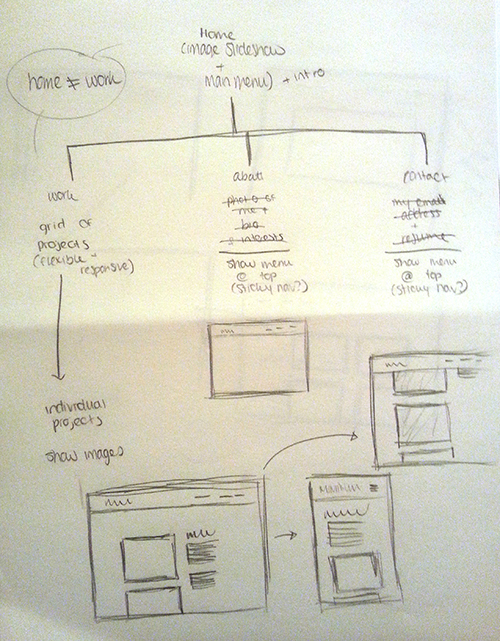 Home
(image slideshow
+
main menu) + intro
home ≠ work
work
grid of
projects
(flexible +
responsive)
individual
projects
show images
about
photo of
me +
bio
& interests
show menu
@ top
(sticky nav?)
contact
my email
address
+
resume
show menu
@ top
(sticky nav?)